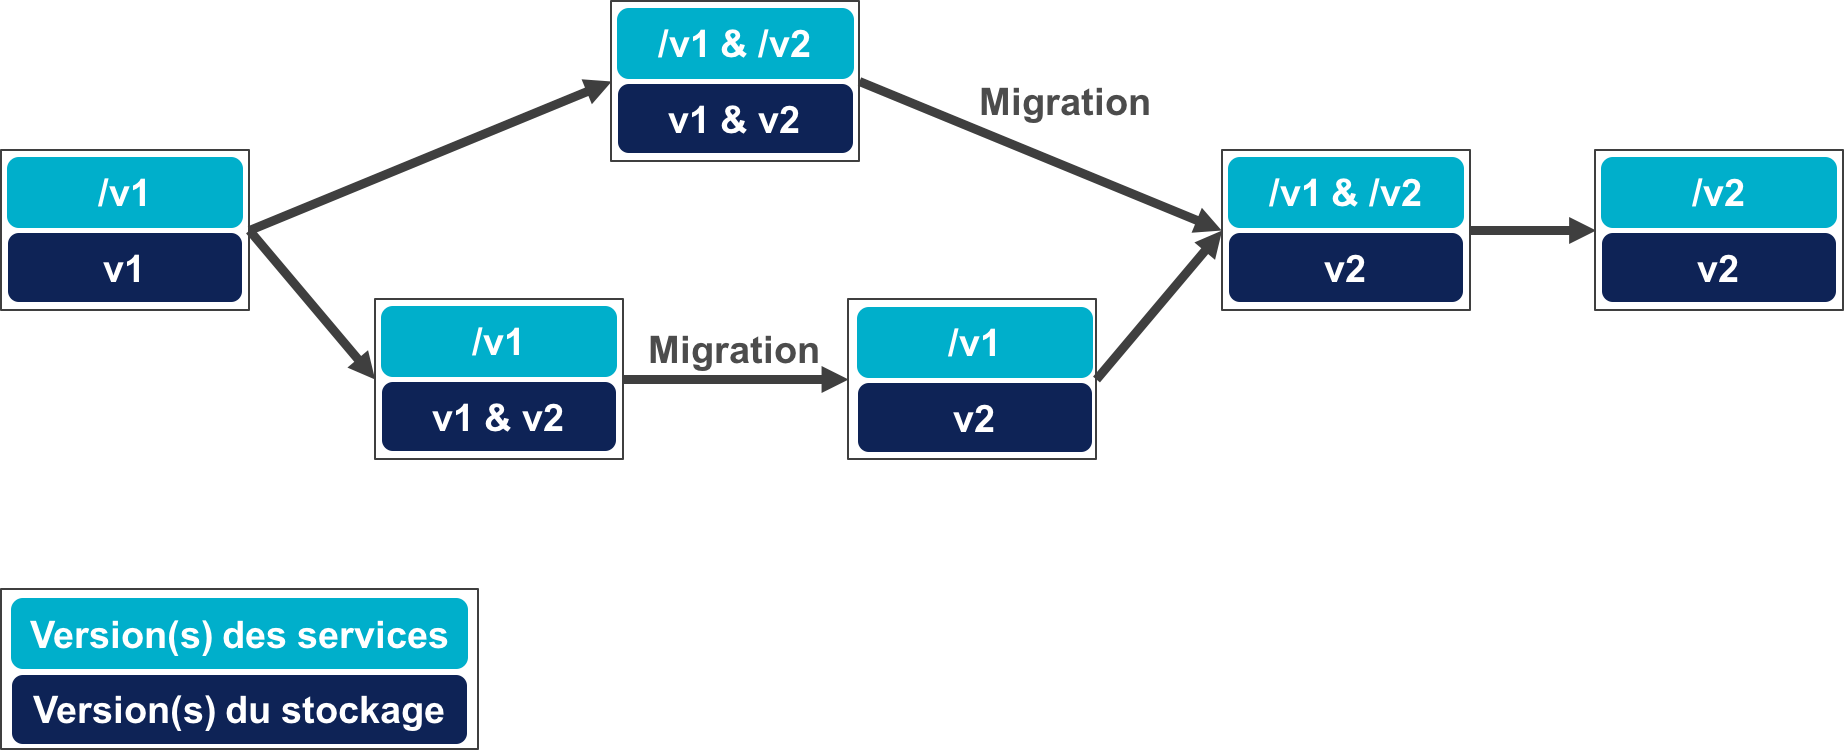 /v1 & /v2
v1 & v2
Migration
/v1
v1
/v1 & /v2
v2
/v2
v2
/v1
v1 & v2
Migration
/v1
v2
Version(s) des services
Version(s) du stockage